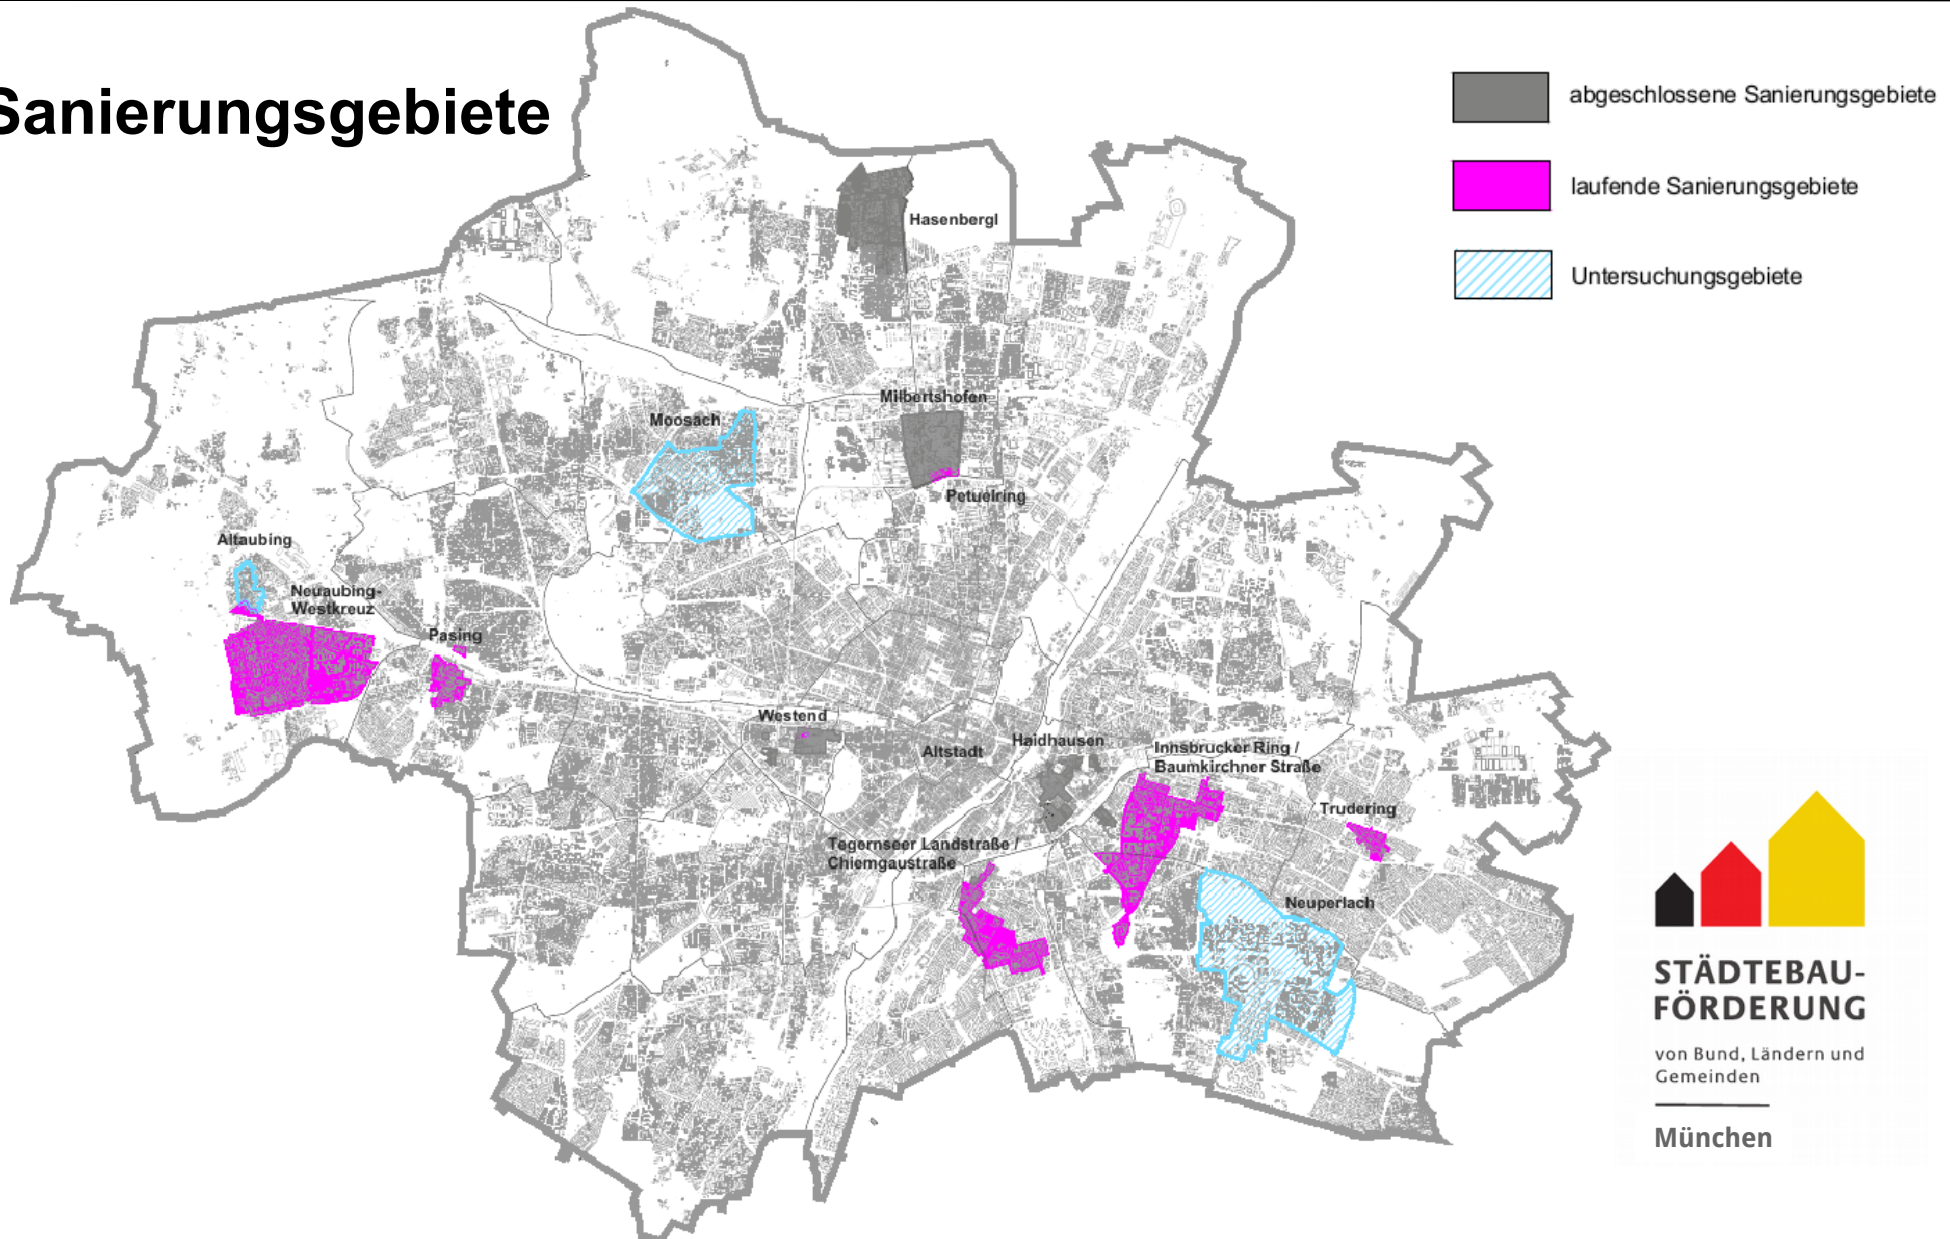 Sanierungsgebiete
abgeschlossene Sanierungsgebiete
laufende Sanierungsgebiete
Untersuchungsgebiete
Hasenbergl
Milbertshofen
Moosach
Petuelring
Altaubing
Neuaubing-
Westkreuz
Pasing
Westend
Altstadt
Haidhausen
Innsbrucker Ring /
Baumkirchner Straße
Trudering
Tegernseer Landstraße /
Chiemgaustraße
Neuperlach
22
STÄDTEBAU-
FÖRDERUNG
von Bund, Ländern und
Gemeinden
München